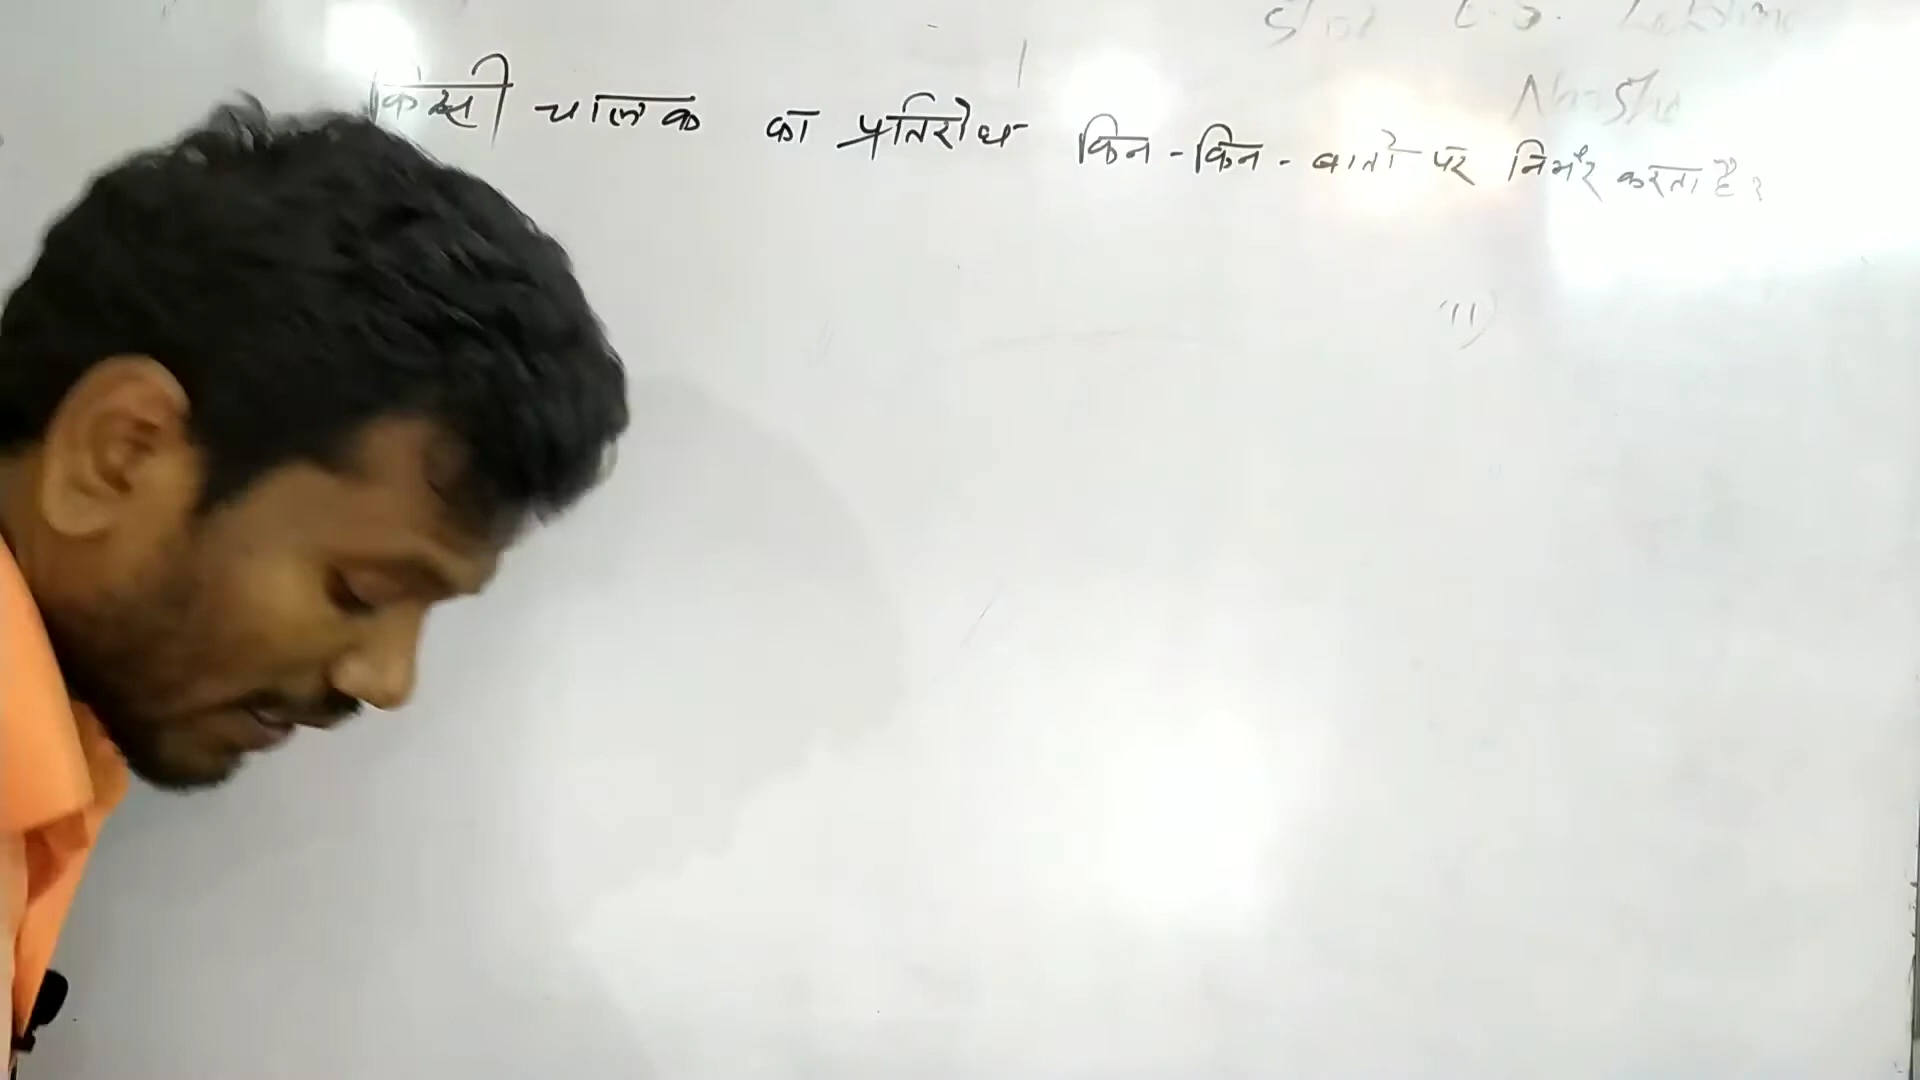 किसी चालक का प्रतिरोध किन-किन-बातों पर निर्भर करता है?